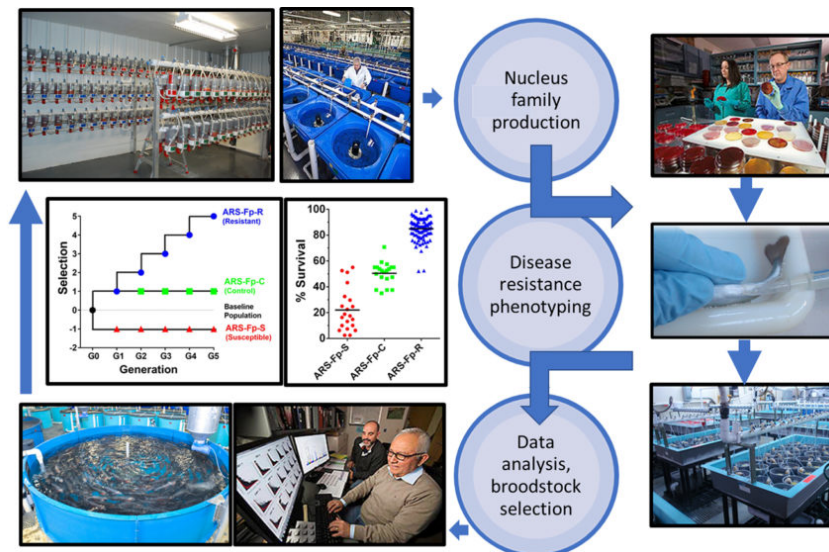 Nucleus
family
production
Disease
resistance
phenotyping
Data
analysis,
broodstock
selection
Selection
5
4
3
2
1
0
-1
-2
ARS-Fp-R
(Resistant)
ARS-Fp-C
(Control)
Baseline
Population
ARS-Fp-S
(Susceptible)
G0 G1 G2 G3 G4 G5
Generation
% Survival
100
80
60
40
20
0
ARS-Fp-S ARS-Fp-C ARS-Fp-R